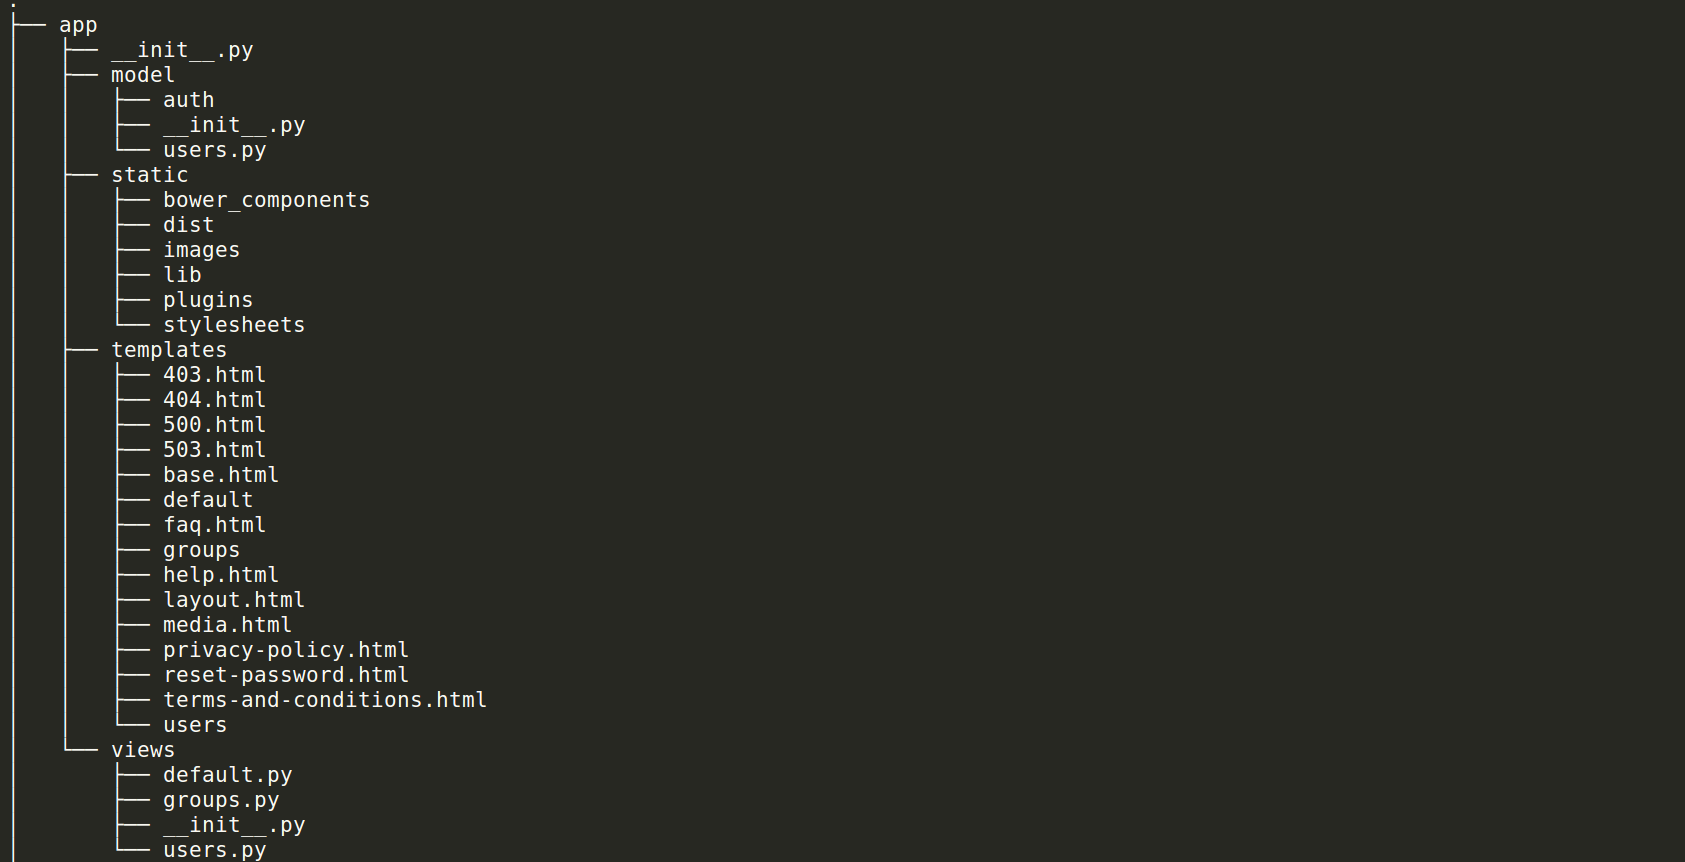 .
├── app
│   ├── __init__.py
│   ├── model
│   │   ├── auth
│   │   ├── __init__.py
│   │   └── users.py
│   ├── static
│   │   ├── bower_components
│   │   ├── dist
│   │   ├── images
│   │   ├── lib
│   │   ├── plugins
│   │   └── stylesheets
│   ├── templates
│   │   ├── 403.html
│   │   ├── 404.html
│   │   ├── 500.html
│   │   ├── 503.html
│   │   ├── base.html
│   │   ├── default
│   │   ├── faq.html
│   │   ├── groups
│   │   ├── help.html
│   │   ├── layout.html
│   │   ├── media.html
│   │   ├── privacy-policy.html
│   │   ├── reset-password.html
│   │   ├── terms-and-conditions.html
│   │   └── users
│   └── views
│       ├── default.py
│       ├── groups.py
│       ├── __init__.py
│       └── users.py